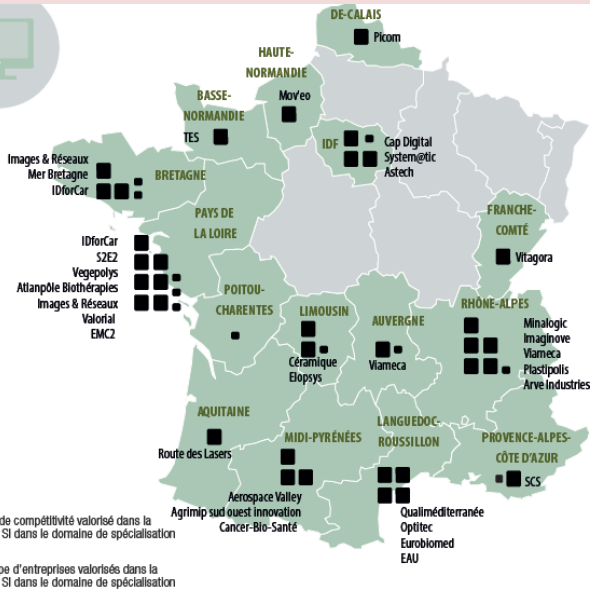 DE-CALAIS
Picom
HAUTE-
NORMANDIE
Mov'eo
BASSE-
NORMANDIE
TES
IDF
Cap Digital
System@tic
Astech
Images & Réseaux
Mer Bretagne
IDforCar
BRETAGNE
PAYS DE
LA LOIRE
IDforCar
S2E2
Vegepolys
Atlanpôle Biothérapies
Images & Réseaux
Valorial
EMC2
FRANCHE-
COMTÉ
Vitagora
POITOU-
CHARENTES
LIMOUSIN
Céramique
Elopsys
AUVERGNE
Viameca
RHÔNE-ALPES
Minalogic
Imaginove
Viameca
Plastipolis
Arve Industries
AQUITAINE
Route des Lasers
MIDI-PYRÉNÉES
Aerospace Valley
Agrimip sud ouest innovation
Cancer-Bio-Santé
LANGUEDOC-
ROUSSILLON
Qualiméditerranée
Optitec
Eurobiomed
EAU
PROVENCE-ALPES-
CÔTE D'AZUR
SCS
de compétitivité valorisé dans la
SI dans le domaine de spécialisation
pe d'entreprises valorisés dans la
SI dans le domaine de spécialisation